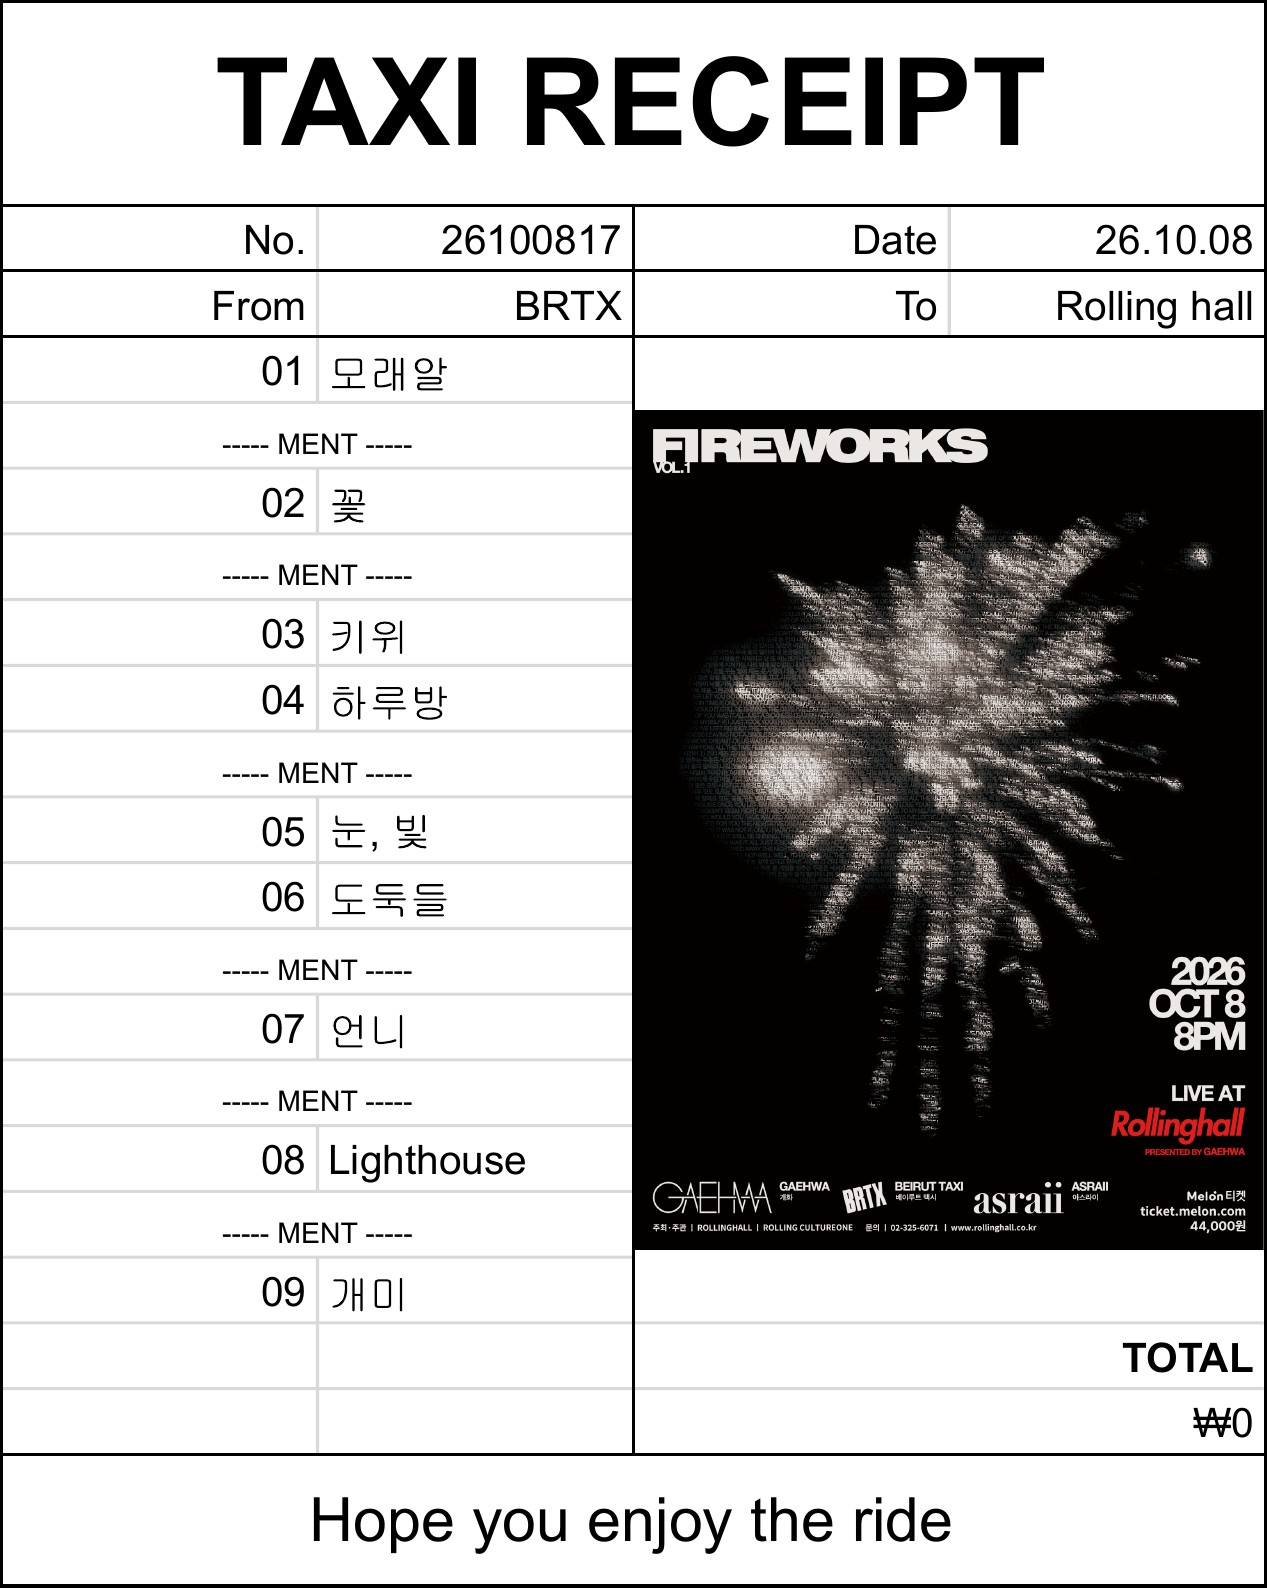 TAXI RECEIPT
No. 26100817 Date 26.10.08
From BRTX To Rolling hall
01 모래알
----- MENT -----
02 꽃
----- MENT -----
03 키위
04 하루방
----- MENT -----
05 눈, 빛
06 도둑들
----- MENT -----
07 언니
----- MENT -----
08 Lighthouse
----- MENT -----
09 개미
FIREWORKS
VOL.1
2026
OCT 8
8PM
LIVE AT
Rollinghall
PRESENTED BY GAEHWA
GAEHWA GAEHWA 개화
BRTX BEIRUT TAXI 베이루트 택시
asraii ASRAII 아스라이
주최·주관 | ROLLINGHALL | ROLLING CULTUREONE 문의 | 02-325-6071 | www.rollinghall.co.kr
Melon 티켓
ticket.melon.com
44,000원
TOTAL
₩0
Hope you enjoy the ride